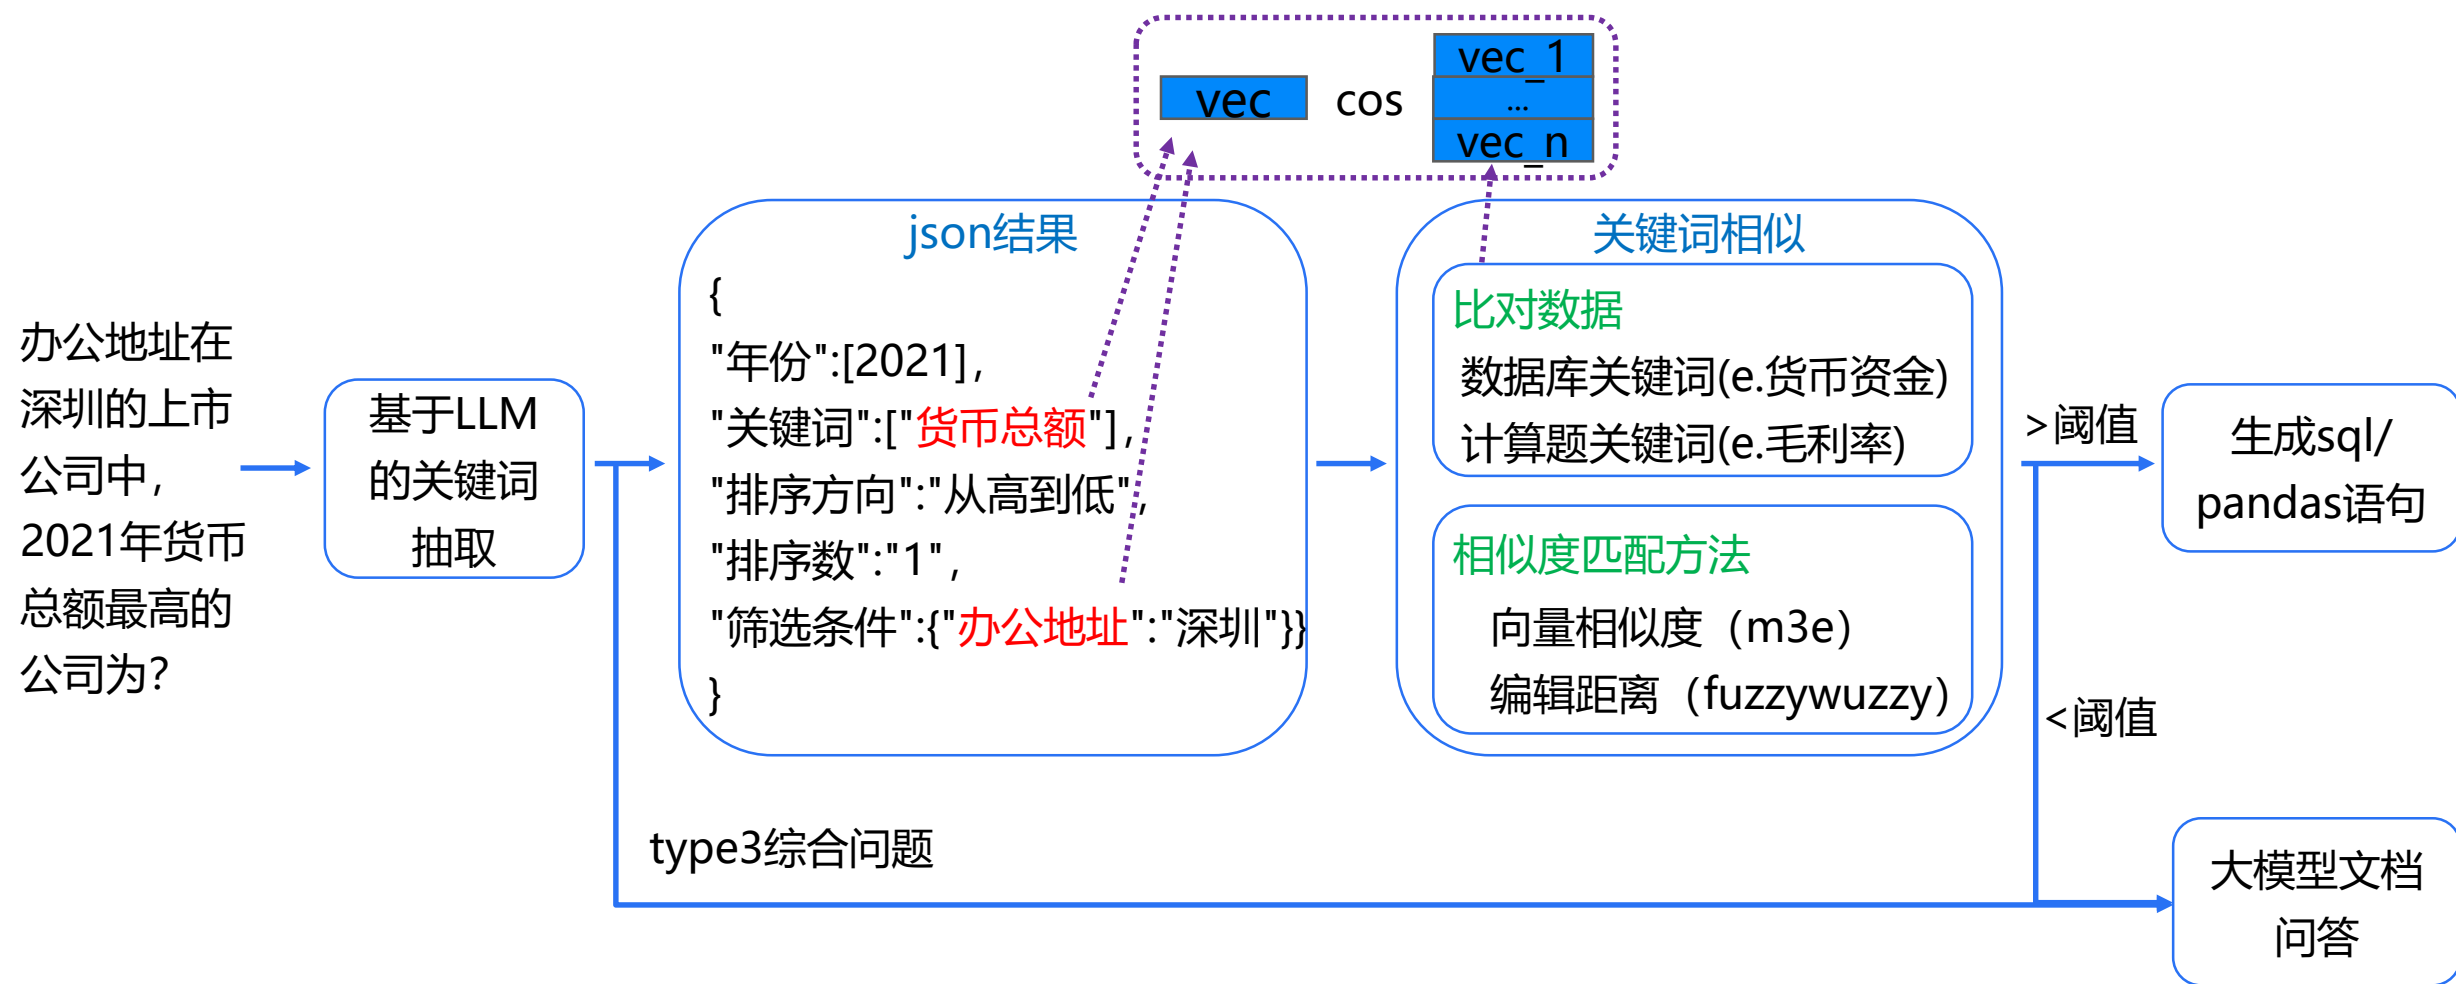 vec
cos
vec_1
...
vec_n
办公地址在
深圳的上市
公司中，
2021年货币
总额最高的
公司为？
基于LLM
的关键词
抽取
json结果
{
"年份":[2021]，
"关键词":["货币总额"]，
"排序方向":"从高到低"，
"排序数":"1"，
"筛选条件":{"办公地址":"深圳"}}
}
关键词相似
比对数据
数据库关键词(e.货币资金)
计算题关键词(e.毛利率)
相似度匹配方法
向量相似度（m3e）
编辑距离（fuzzywuzzy）
>阈值
生成sql/
pandas语句
<阈值
type3综合问题
大模型文档
问答